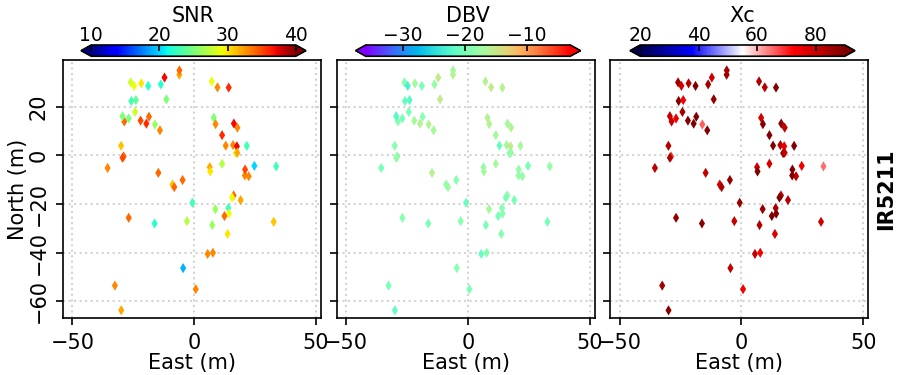 SNR DBV Xc
10 20 30 40 −30 −20 −10 20 40 60 80
North (m)
20
0
−20
−40
−60
IR5211
−50 0 50 −50 0 50 −50 0 50
East (m) East (m) East (m)